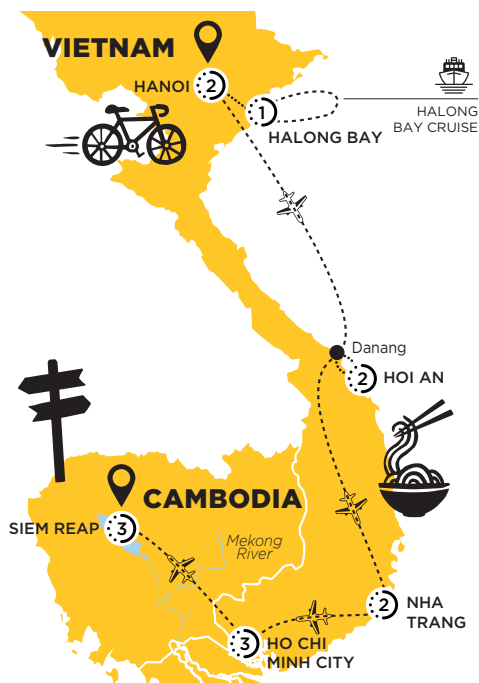 VIETNAM
HANOI
2
1
HALONG BAY
HALONG
BAY CRUISE
Danang
2
HOI AN
CAMBODIA
SIEM REAP
3
Mekong
River
2
NHA
TRANG
3
HO CHI
MINH CITY